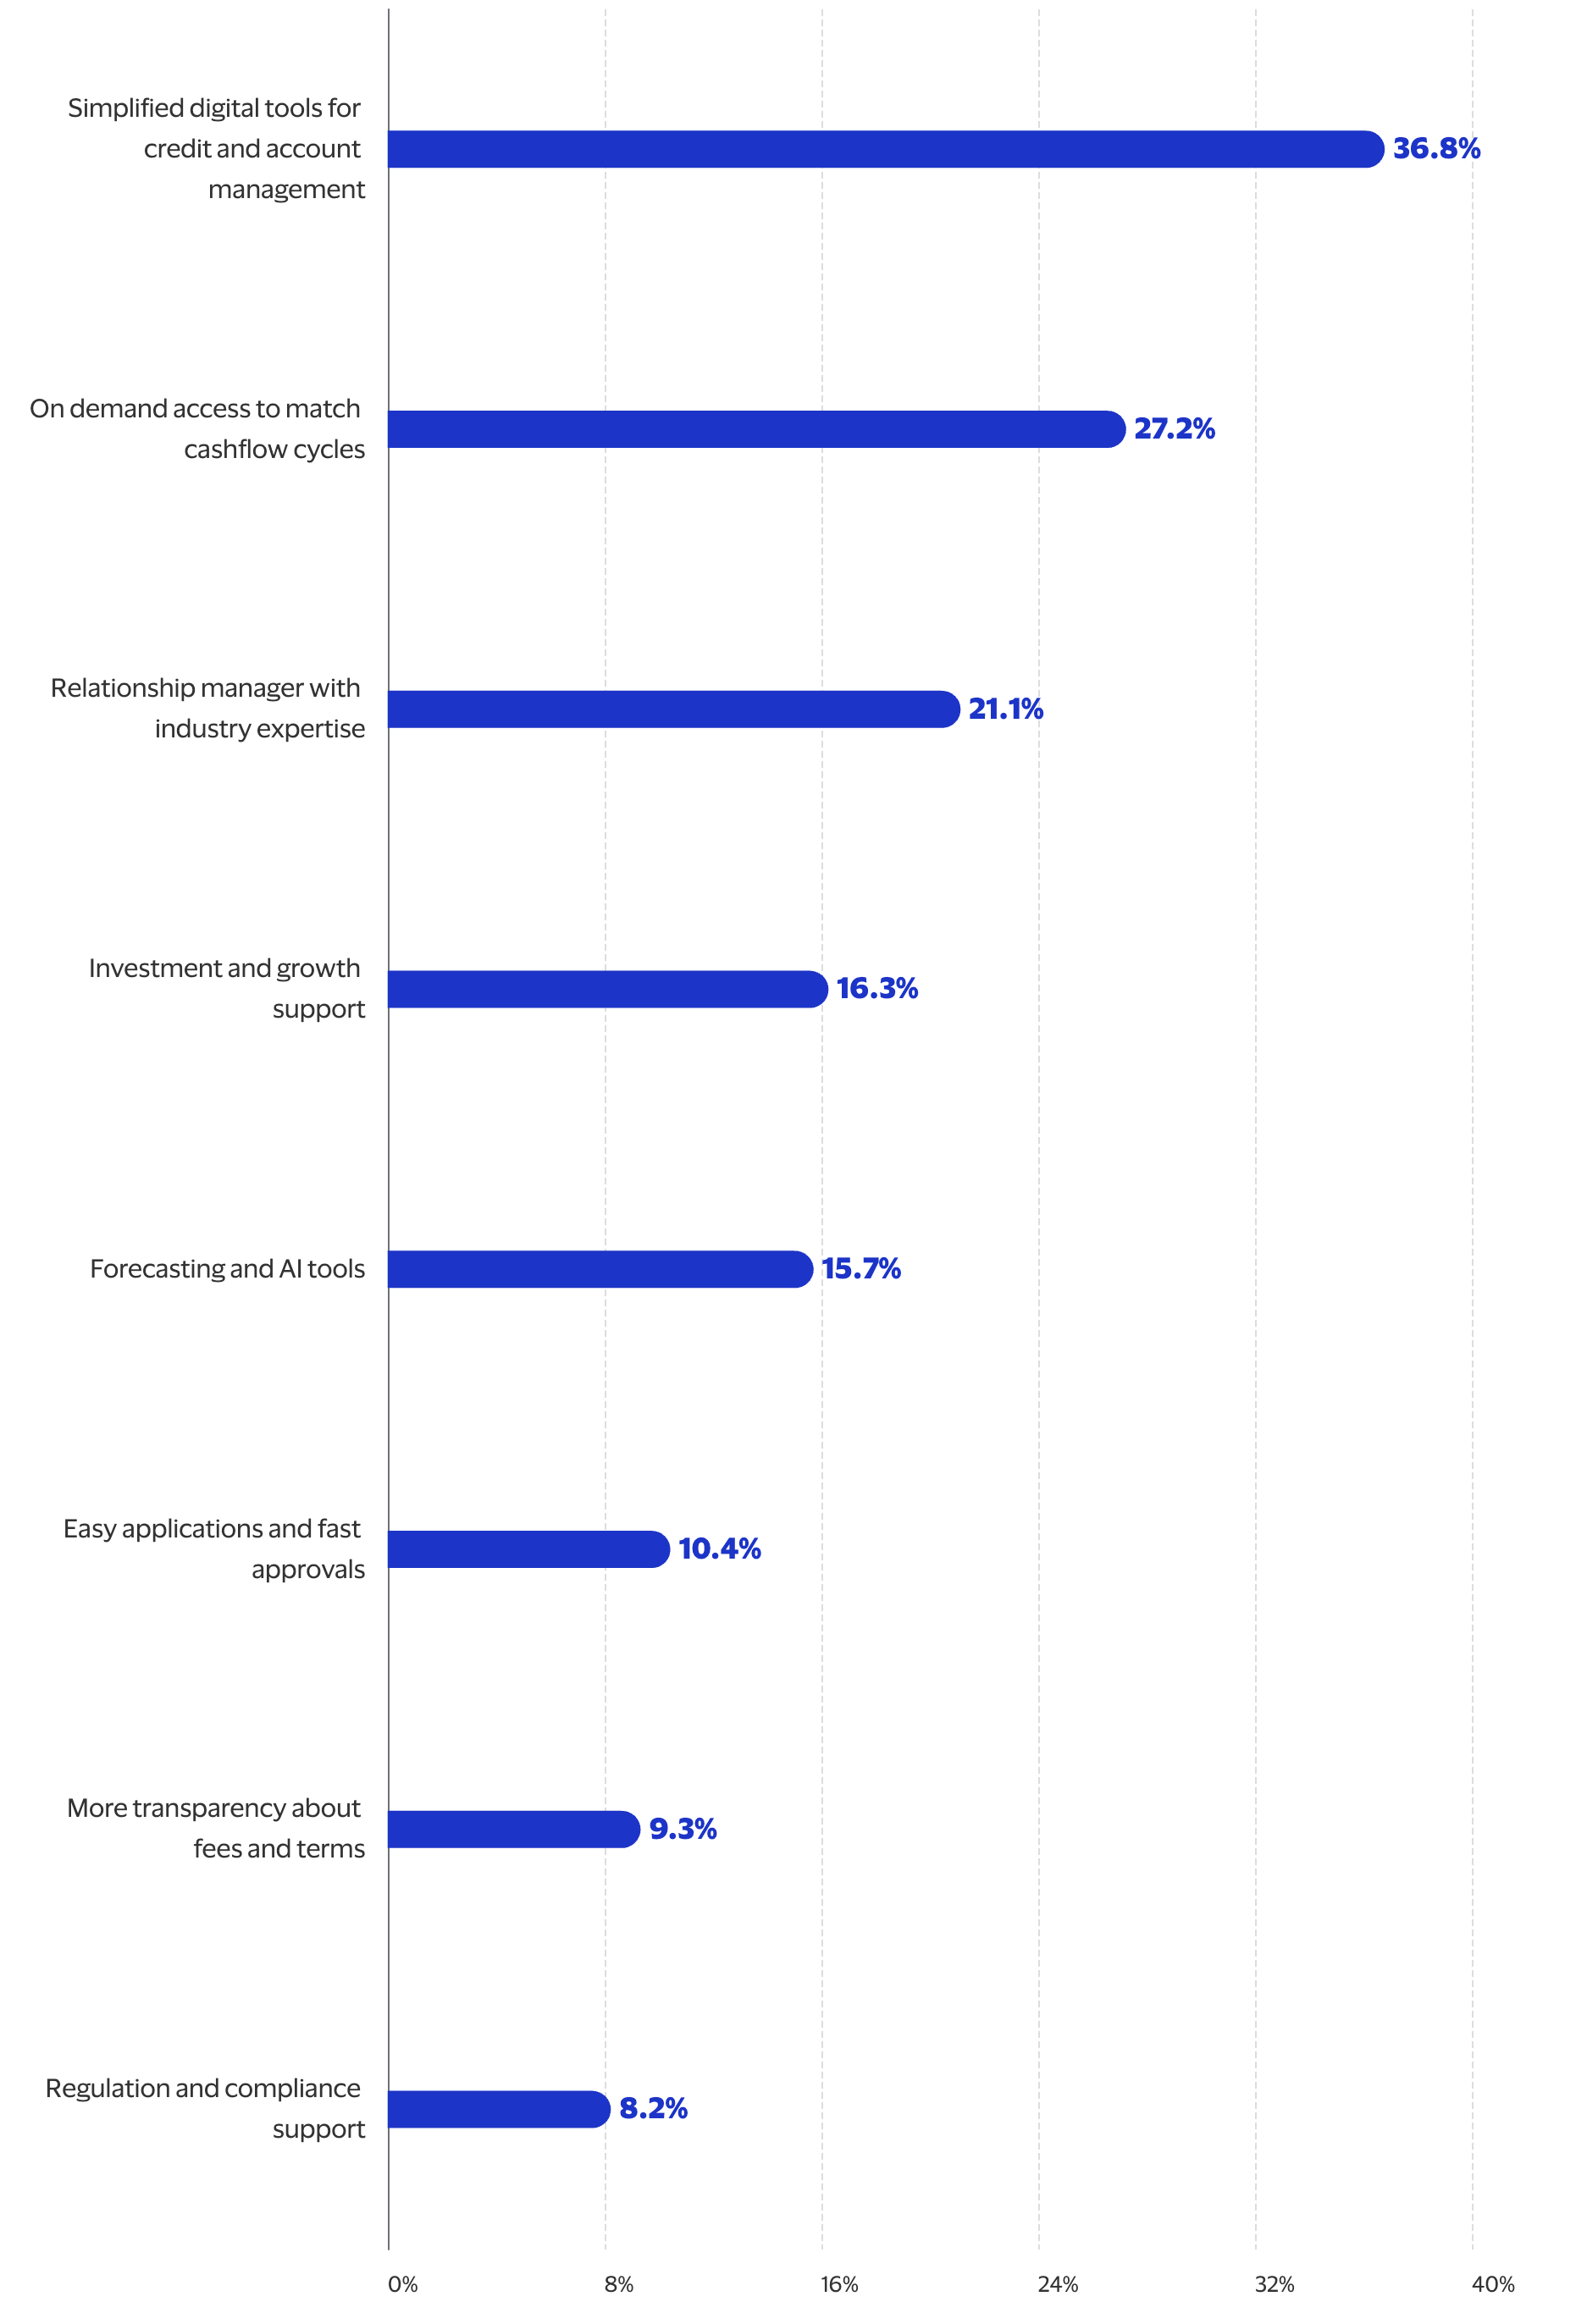 Simplified digital tools for
credit and account
management
36.8%
On demand access to match
cashflow cycles
27.2%
Relationship manager with
industry expertise
21.1%
Investment and growth
support
16.3%
Forecasting and AI tools
15.7%
Easy applications and fast
approvals
10.4%
More transparency about
fees and terms
9.3%
Regulation and compliance
support
8.2%
0% 8% 16% 24% 32% 40%